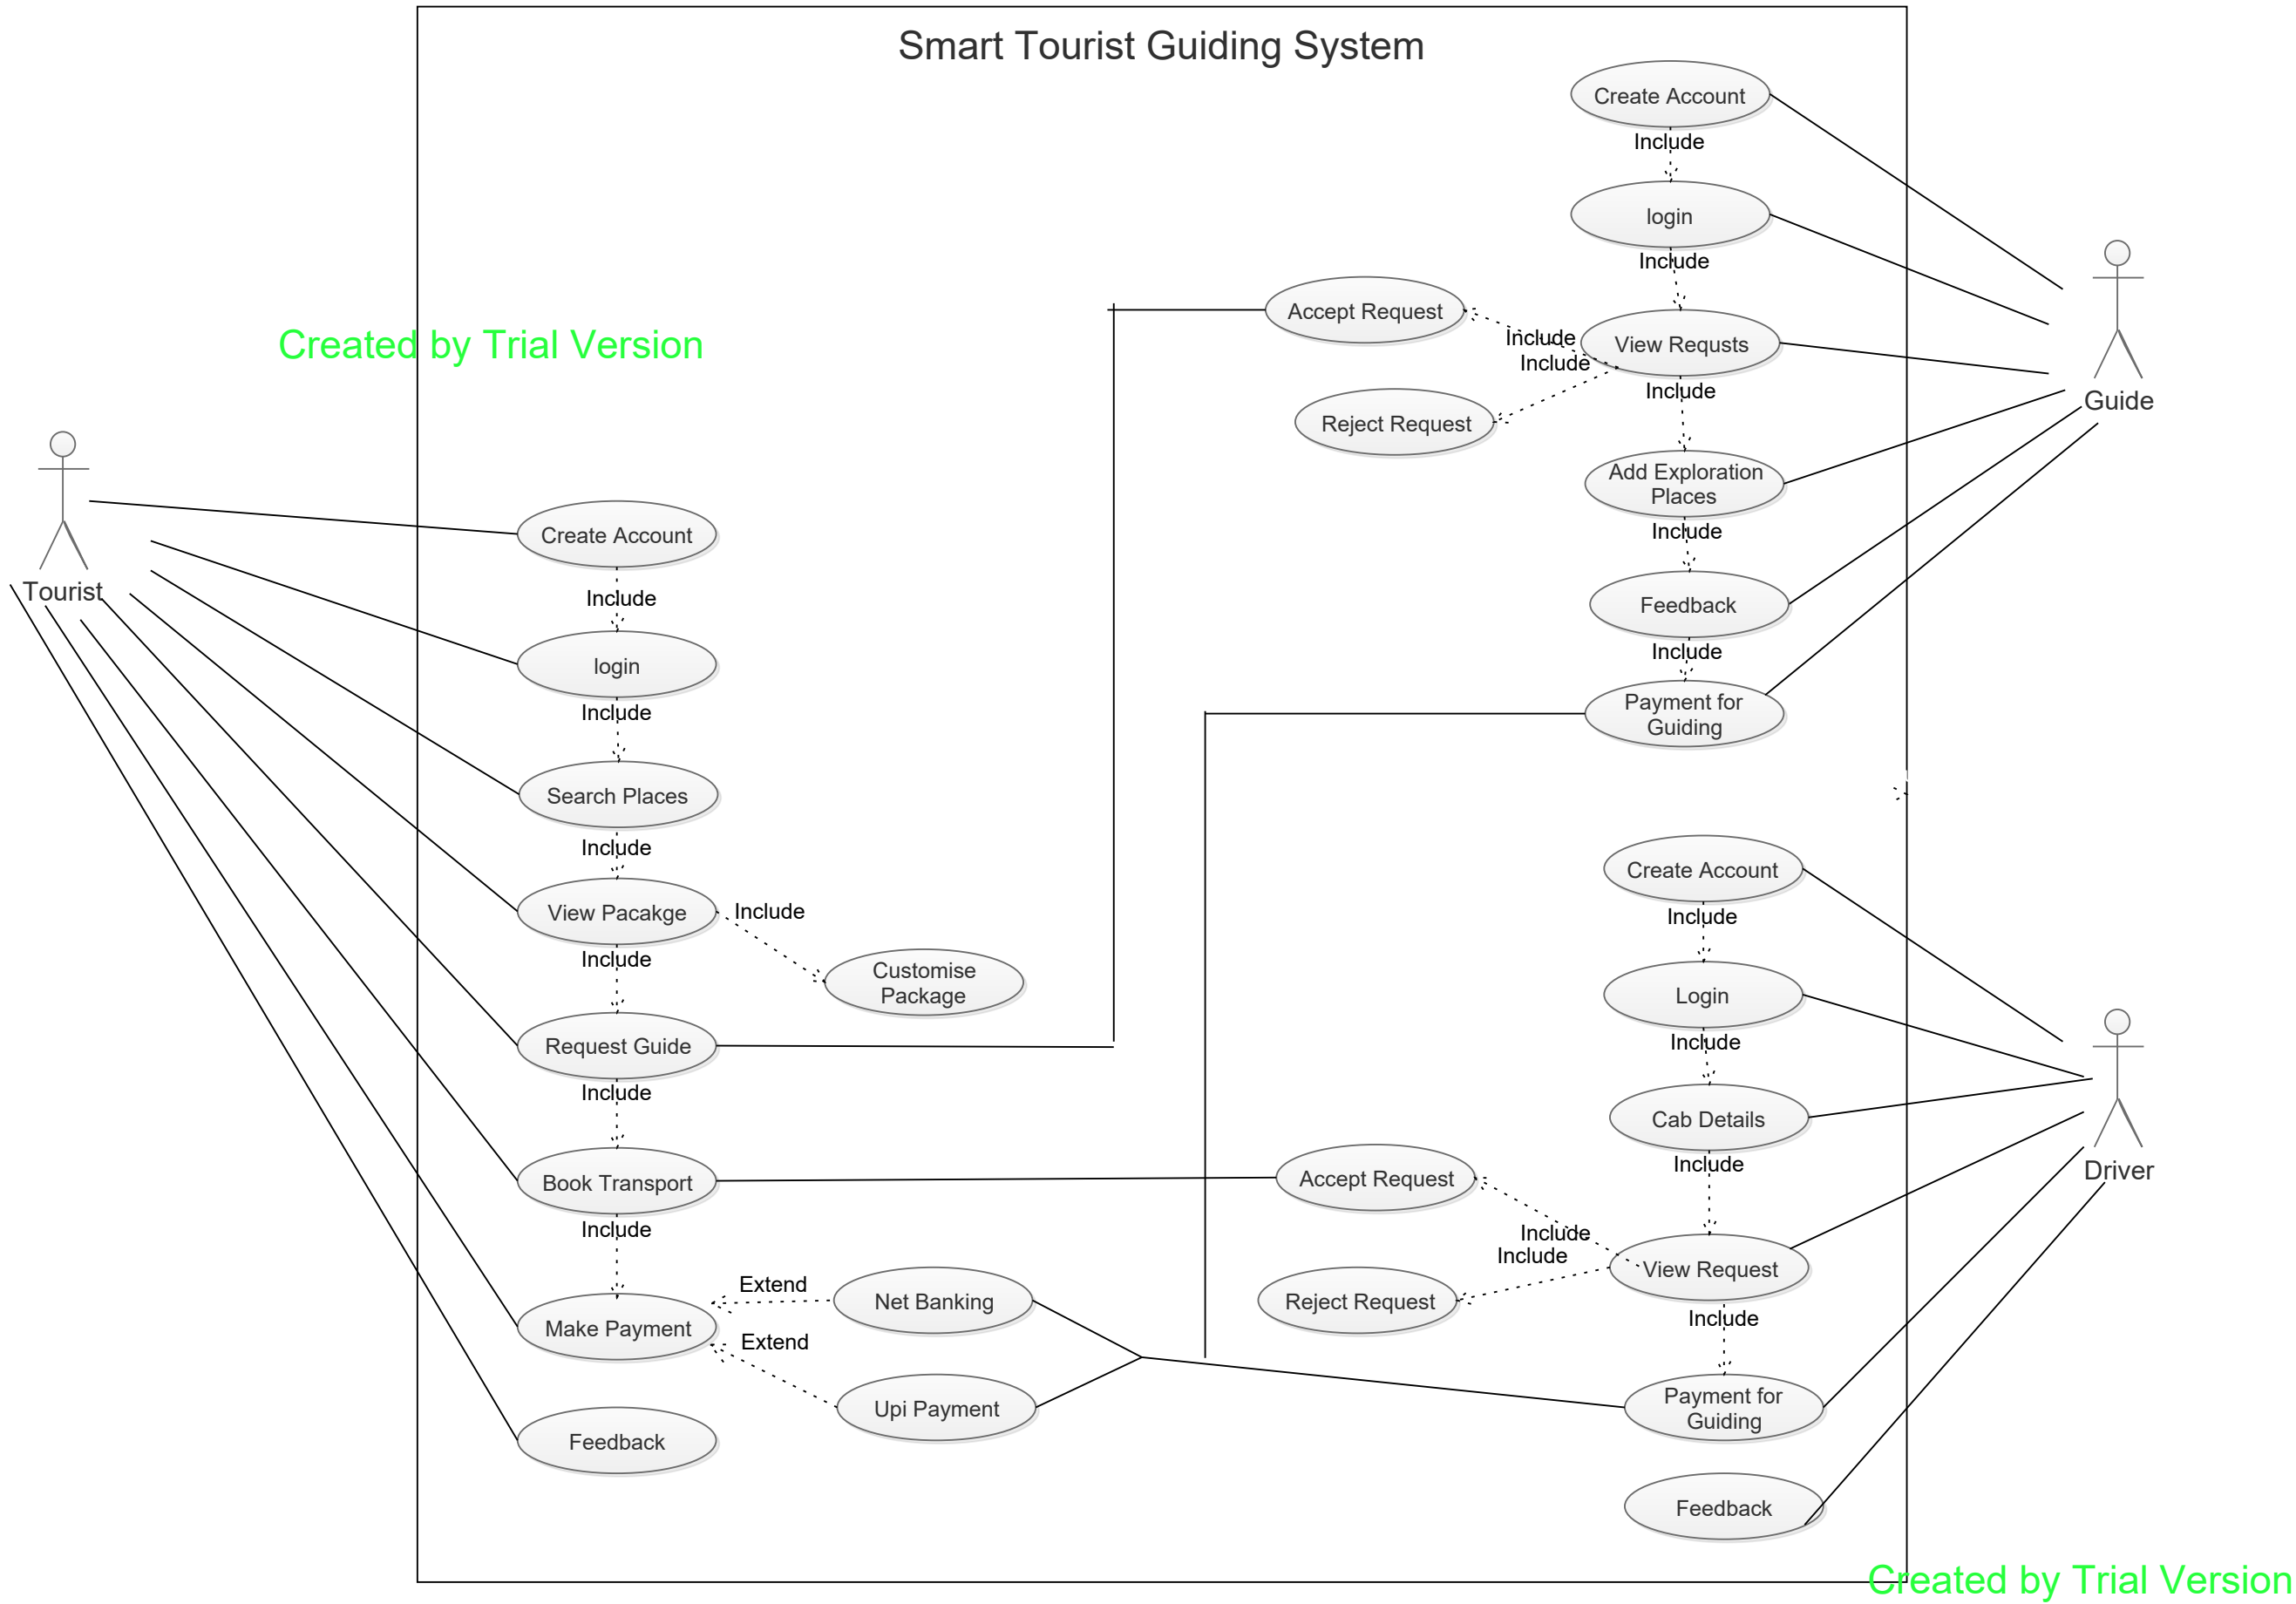 Smart Tourist Guiding System
Create Account
Include
login
Include
Accept Request
Include
View Requsts
Include
Reject Request
Include
Add Exploration
Places
Include
Feedback
Include
Payment for
Guiding
Guide
Created by Trial Version
Tourist
Create Account
Include
login
Include
Search Places
Include
View Pacakge
Include
Customise
Package
Include
Request Guide
Include
Book Transport
Include
Make Payment
Extend
Net Banking
Extend
Upi Payment
Feedback
Create Account
Include
Login
Include
Cab Details
Include
Accept Request
Include
Include
View Request
Reject Request
Include
Payment for
Guiding
Feedback
Driver
Created by Trial Version